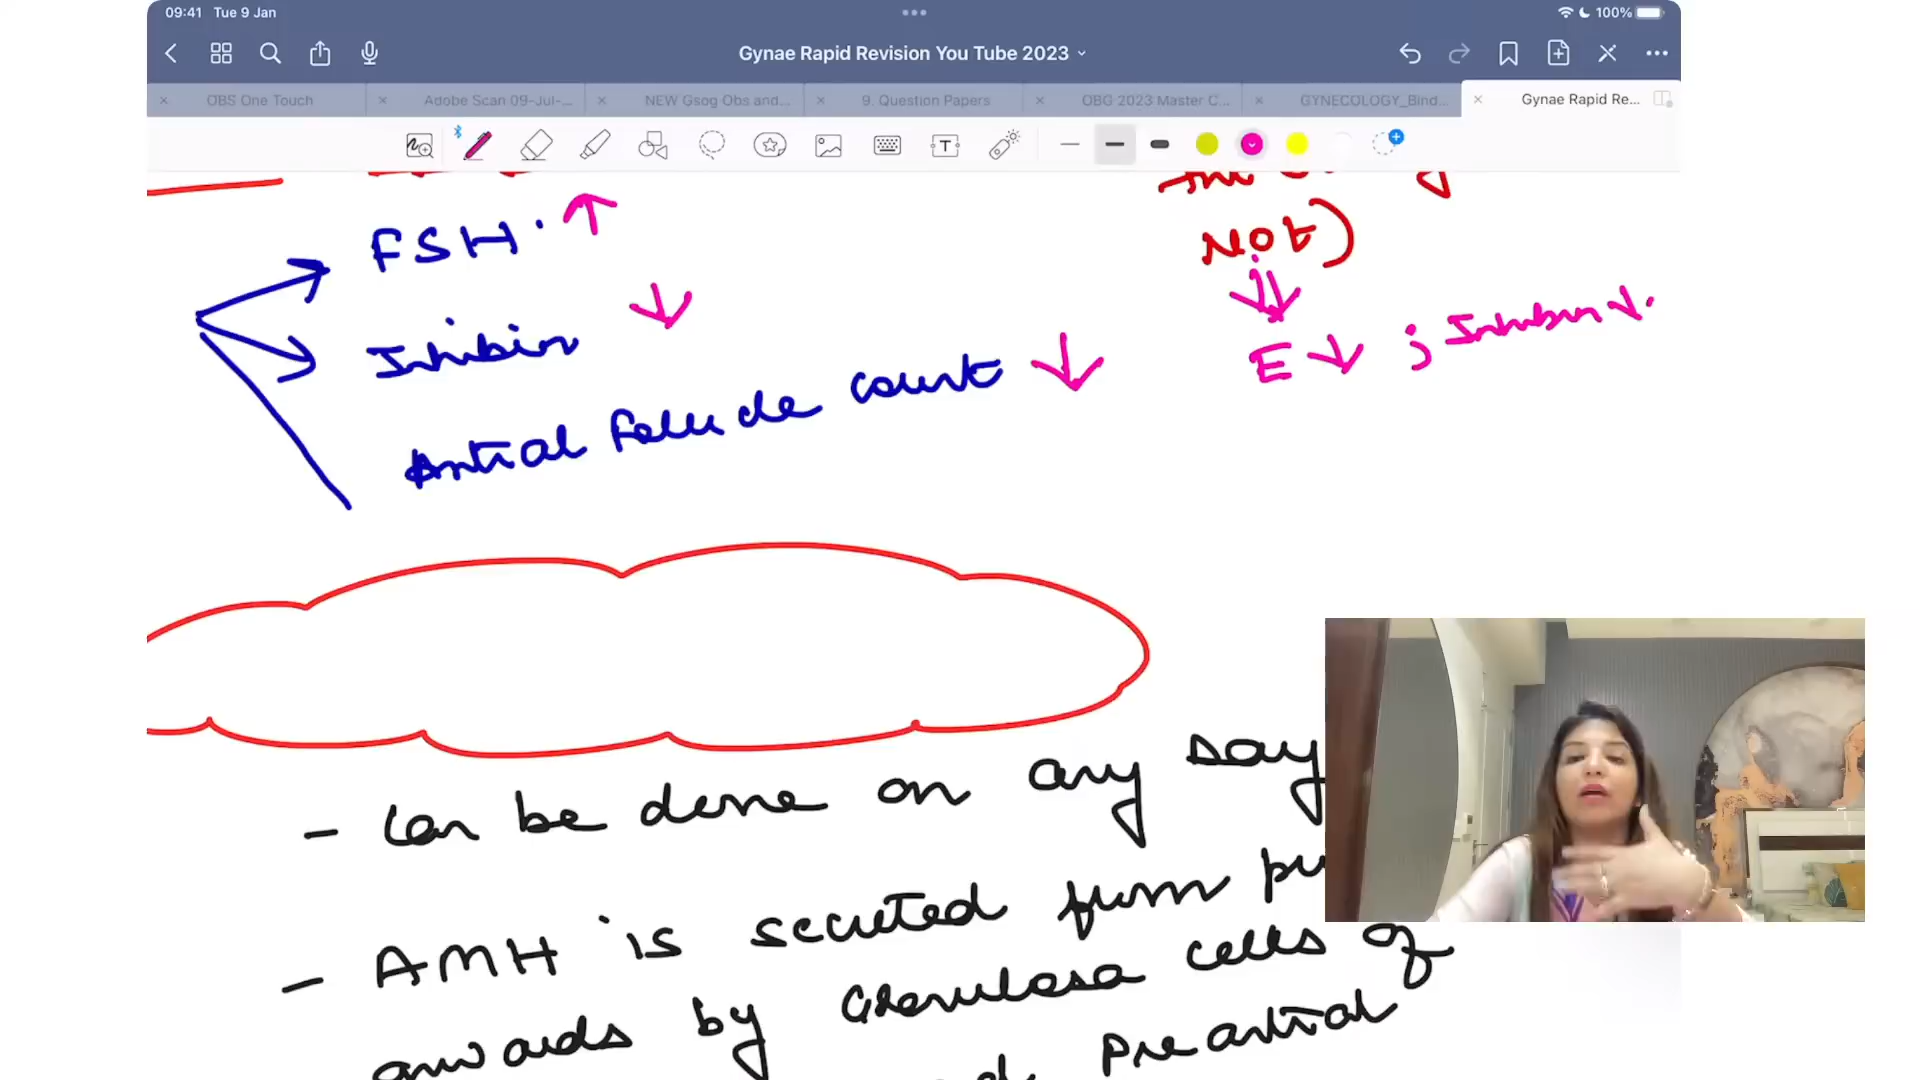 09:41 Tue 9 Jan
100%
Gynae Rapid Revision You Tube 2023
OBS One Touch
Adobe Scan 09-Jul-...
NEW Gsog Obs and...
9. Question Papers
OBG 2023 Master C...
GYNECOLOGY_Bind...
Gynae Rapid Re...
T
FSH ↑
Not)
Inhibin ↓
E ↓ ; Inhibin ↓
Antral Follicle count ↓
- Can be done on any day
- AMH is secreted from
onwards by Granulosa cells of
Preantral